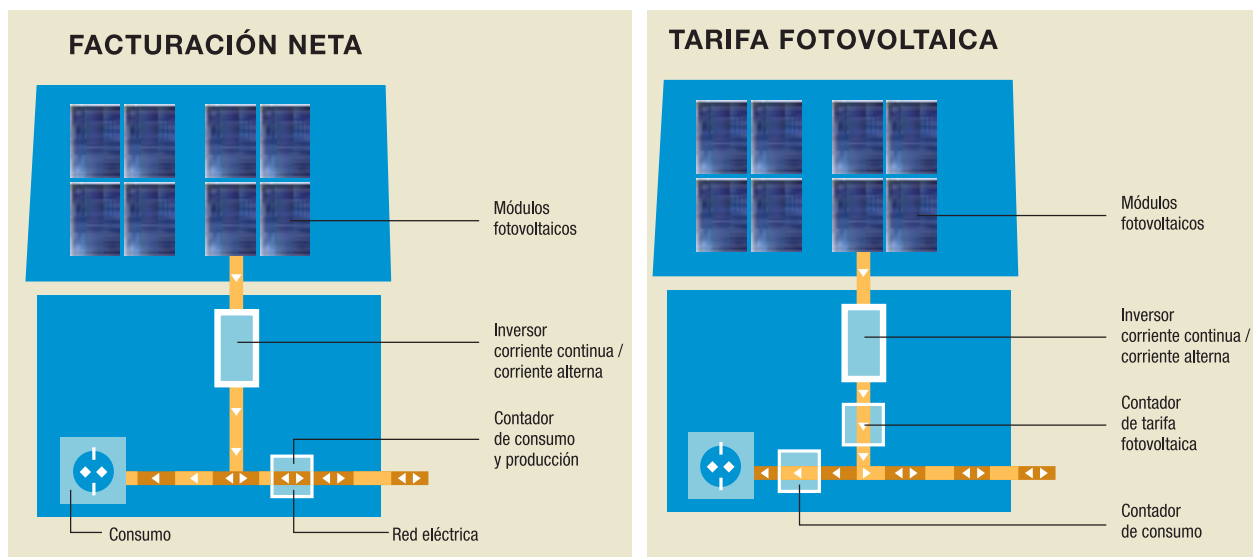 FACTURACIÓN NETA
Módulos
fotovoltaicos
Inversor
corriente continua /
corriente alterna
Contador
de consumo
y producción
Consumo
Red eléctrica
TARIFA FOTOVOLTAICA
Módulos
fotovoltaicos
Inversor
corriente continua /
corriente alterna
Contador
de tarifa
fotovoltaica
Contador
de consumo